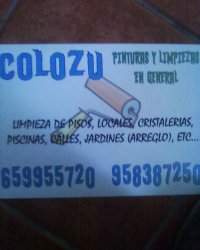 COLOZU
PINTURAS Y LIMPIEZAS
EN GENERAL
LIMPIEZA DE PISOS, LOCALES, CRISTALERIAS,
PISCINAS, CALLES, JARDINES (ARREGLO), ETC...
659955720 958387250